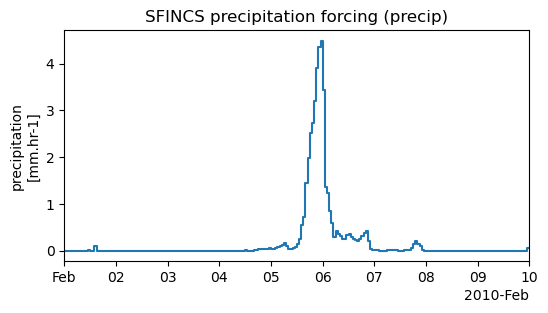 SFINCS precipitation forcing (precip)
precipitation
[mm.hr-1]
4
3
2
1
0
Feb 02 03 04 05 06 07 08 09 10
2010-Feb